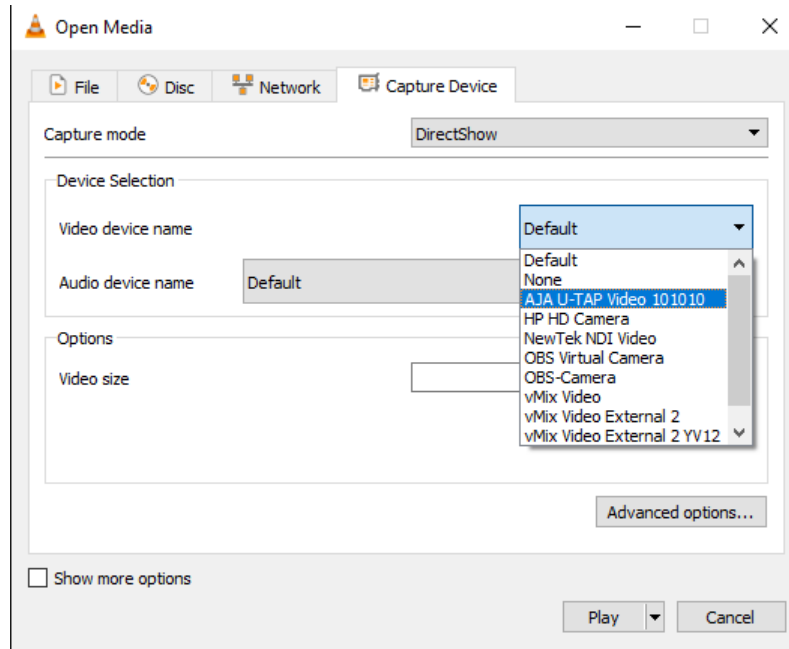 Open Media
File Disc Network Capture Device
Capture mode DirectShow
Device Selection
Video device name Default
Default
None
AJA U-TAP Video 101010
HP HD Camera
NewTek NDI Video
OBS Virtual Camera
OBS-Camera
vMix Video
vMix Video External 2
vMix Video External 2 YV12
Audio device name Default
Options
Video size
Advanced options...
Show more options
Play Cancel